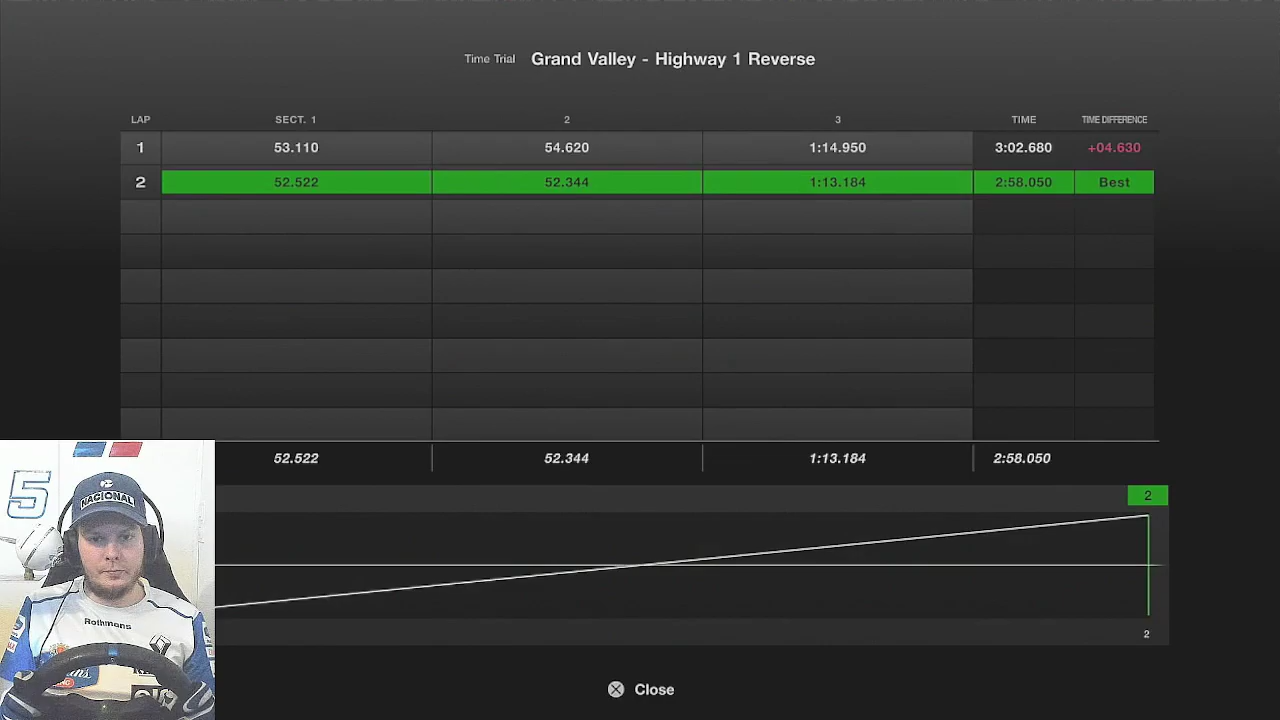 Time Trial Grand Valley - Highway 1 Reverse
LAP SECT. 1 2 3 TIME TIME DIFFERENCE
1 53.110 54.620 1:14.950 3:02.680 +04.630
2 52.522 52.344 1:13.184 2:58.050 Best
52.522 52.344 1:13.184 2:58.050
2
2
Close
5
NACIONAL
Rothmans